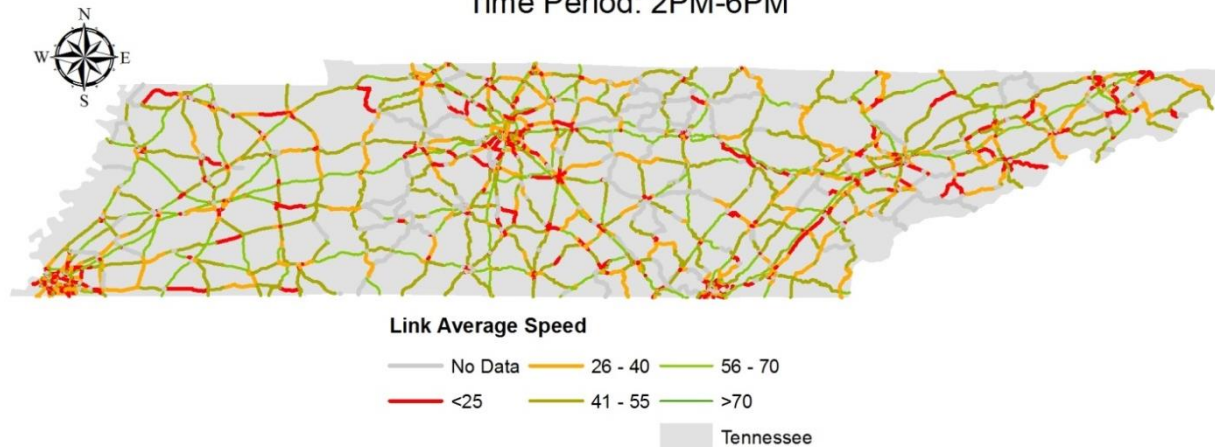 Time Period: 2PM-6PM
N
W E
S
Link Average Speed
No Data 26 - 40 56 - 70
<25 41 - 55 >70
Tennessee